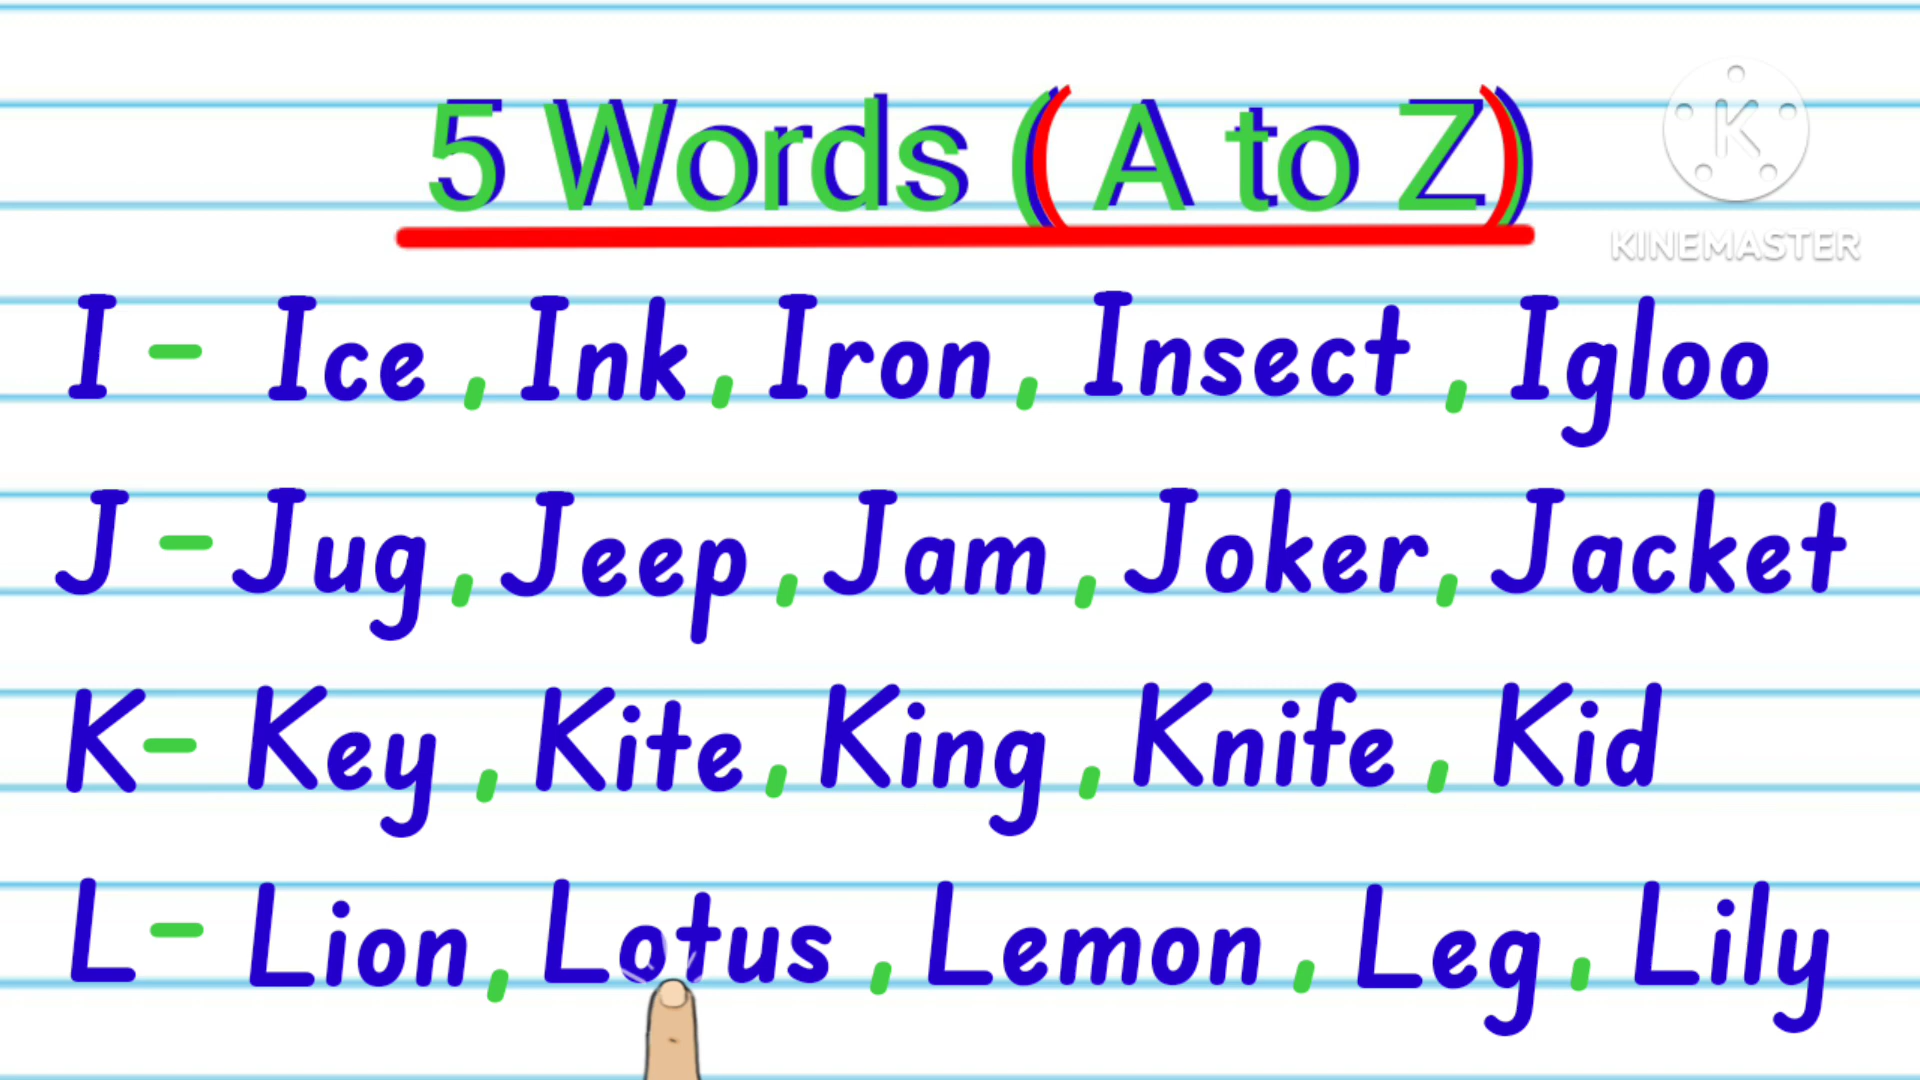 5 Words ( A to Z)
K
KINEMASTER
I - Ice , Ink , Iron , Insect , Igloo
J - Jug , Jeep , Jam , Joker , Jacket
K - Key , Kite , King , Knife , Kid
L - Lion , Lotus , Lemon , Leg , Lily